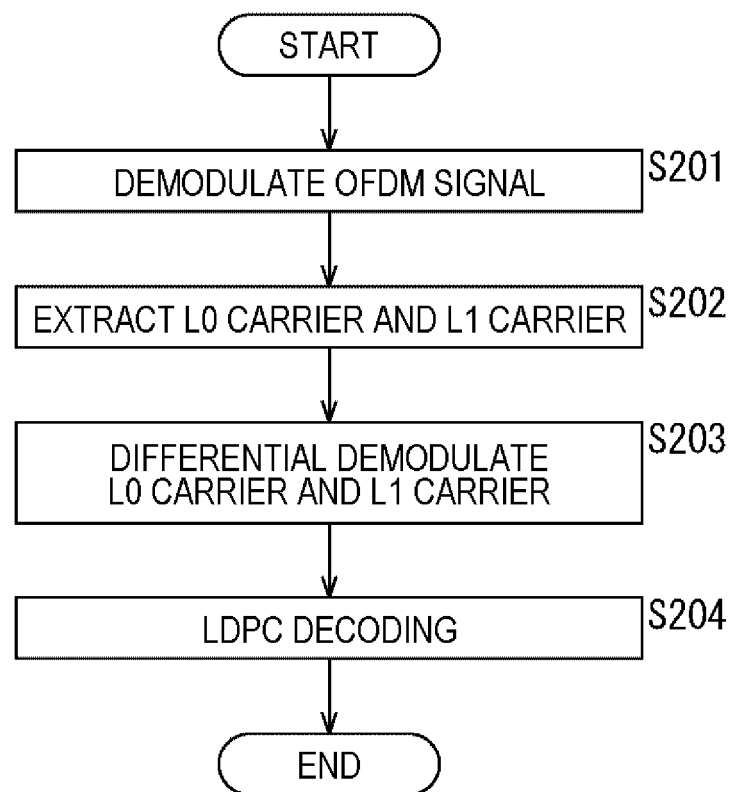 START
DEMODULATE OFDM SIGNAL
S201
EXTRACT L0 CARRIER AND L1 CARRIER
S202
DIFFERENTIAL DEMODULATE
L0 CARRIER AND L1 CARRIER
S203
LDPC DECODING
S204
END